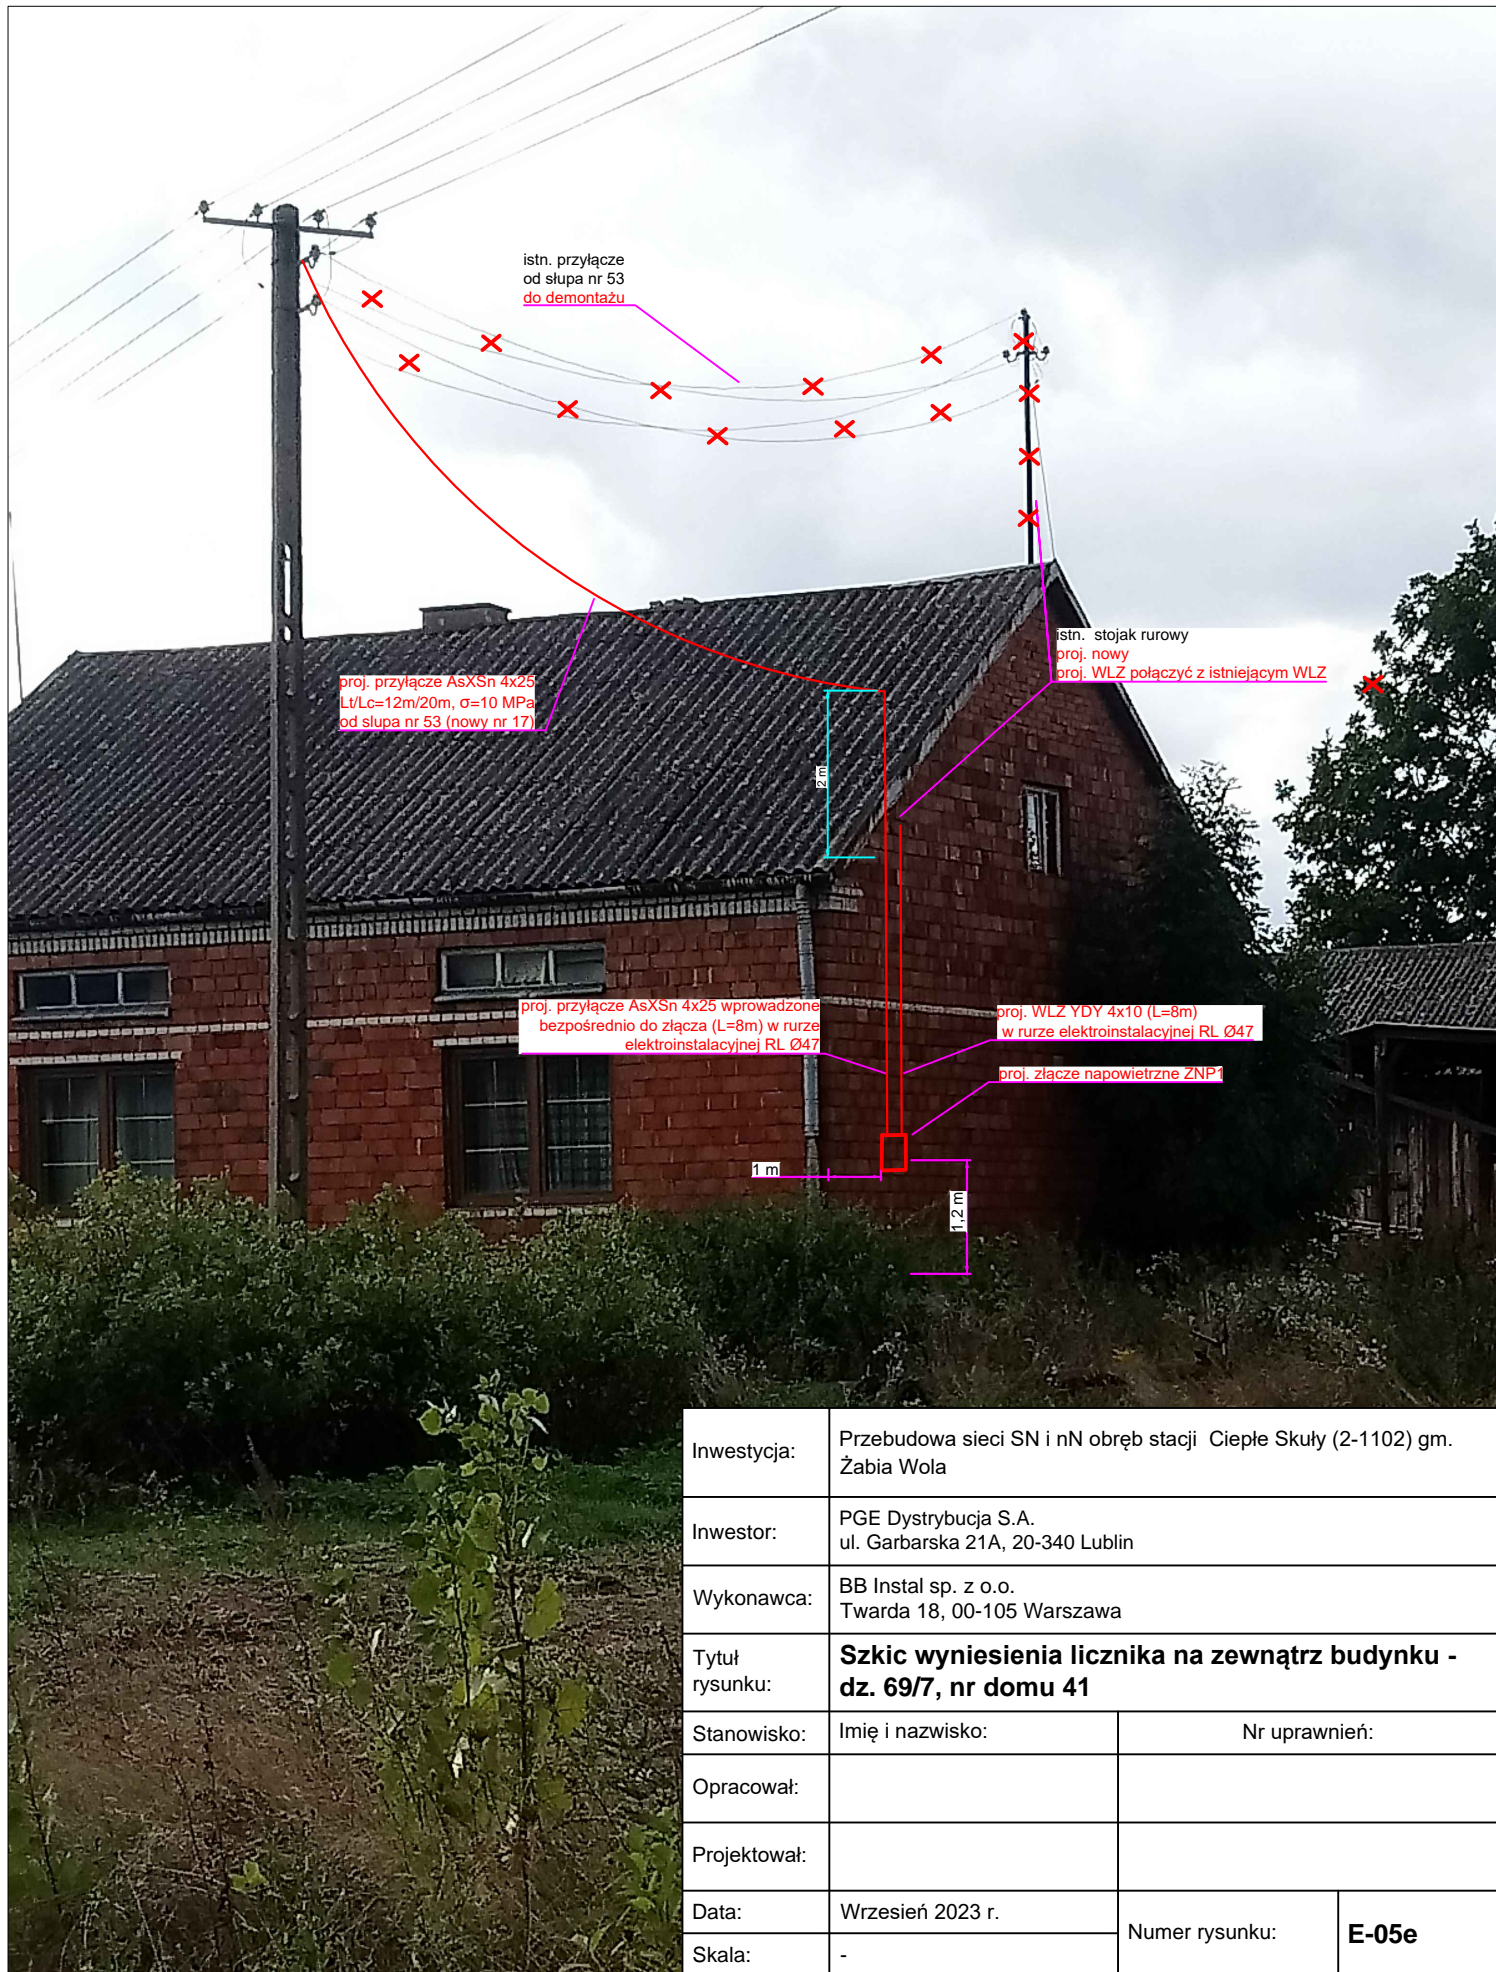 istn. przyłącze
od słupa nr 53
do demontażu
istn. stojak rurowy
proj. nowy
proj. WLZ połączyć z istniejącym WLZ
proj. przyłącze AsXSn 4x25
Lt/Lc=12m/20m, σ=10 MPa
od slupa nr 53 (nowy nr 17)
2 m
proj. przyłącze AsXSn 4x25 wprowadzone
bezpośrednio do złącza (L=8m) w rurze
elektroinstalacyjnej RL Ø47
proj. WLZ YDY 4x10 (L=8m)
w rurze elektroinstalacyjnej RL Ø47
proj. złącze napowietrzne ZNP1
1 m
1,2 m
Inwestycja:
Przebudowa sieci SN i nN obręb stacji Ciepłe Skuły (2-1102) gm.
Żabia Wola
Inwestor:
PGE Dystrybucja S.A.
ul. Garbarska 21A, 20-340 Lublin
Wykonawca:
BB Instal sp. z o.o.
Twarda 18, 00-105 Warszawa
Tytuł
rysunku:
Szkic wyniesienia licznika na zewnątrz budynku -
dz. 69/7, nr domu 41
Stanowisko:
Imię i nazwisko:
Nr uprawnień:
Opracował:
Projektował:
Data:
Wrzesień 2023 r.
Numer rysunku:
E-05e
Skala:
-